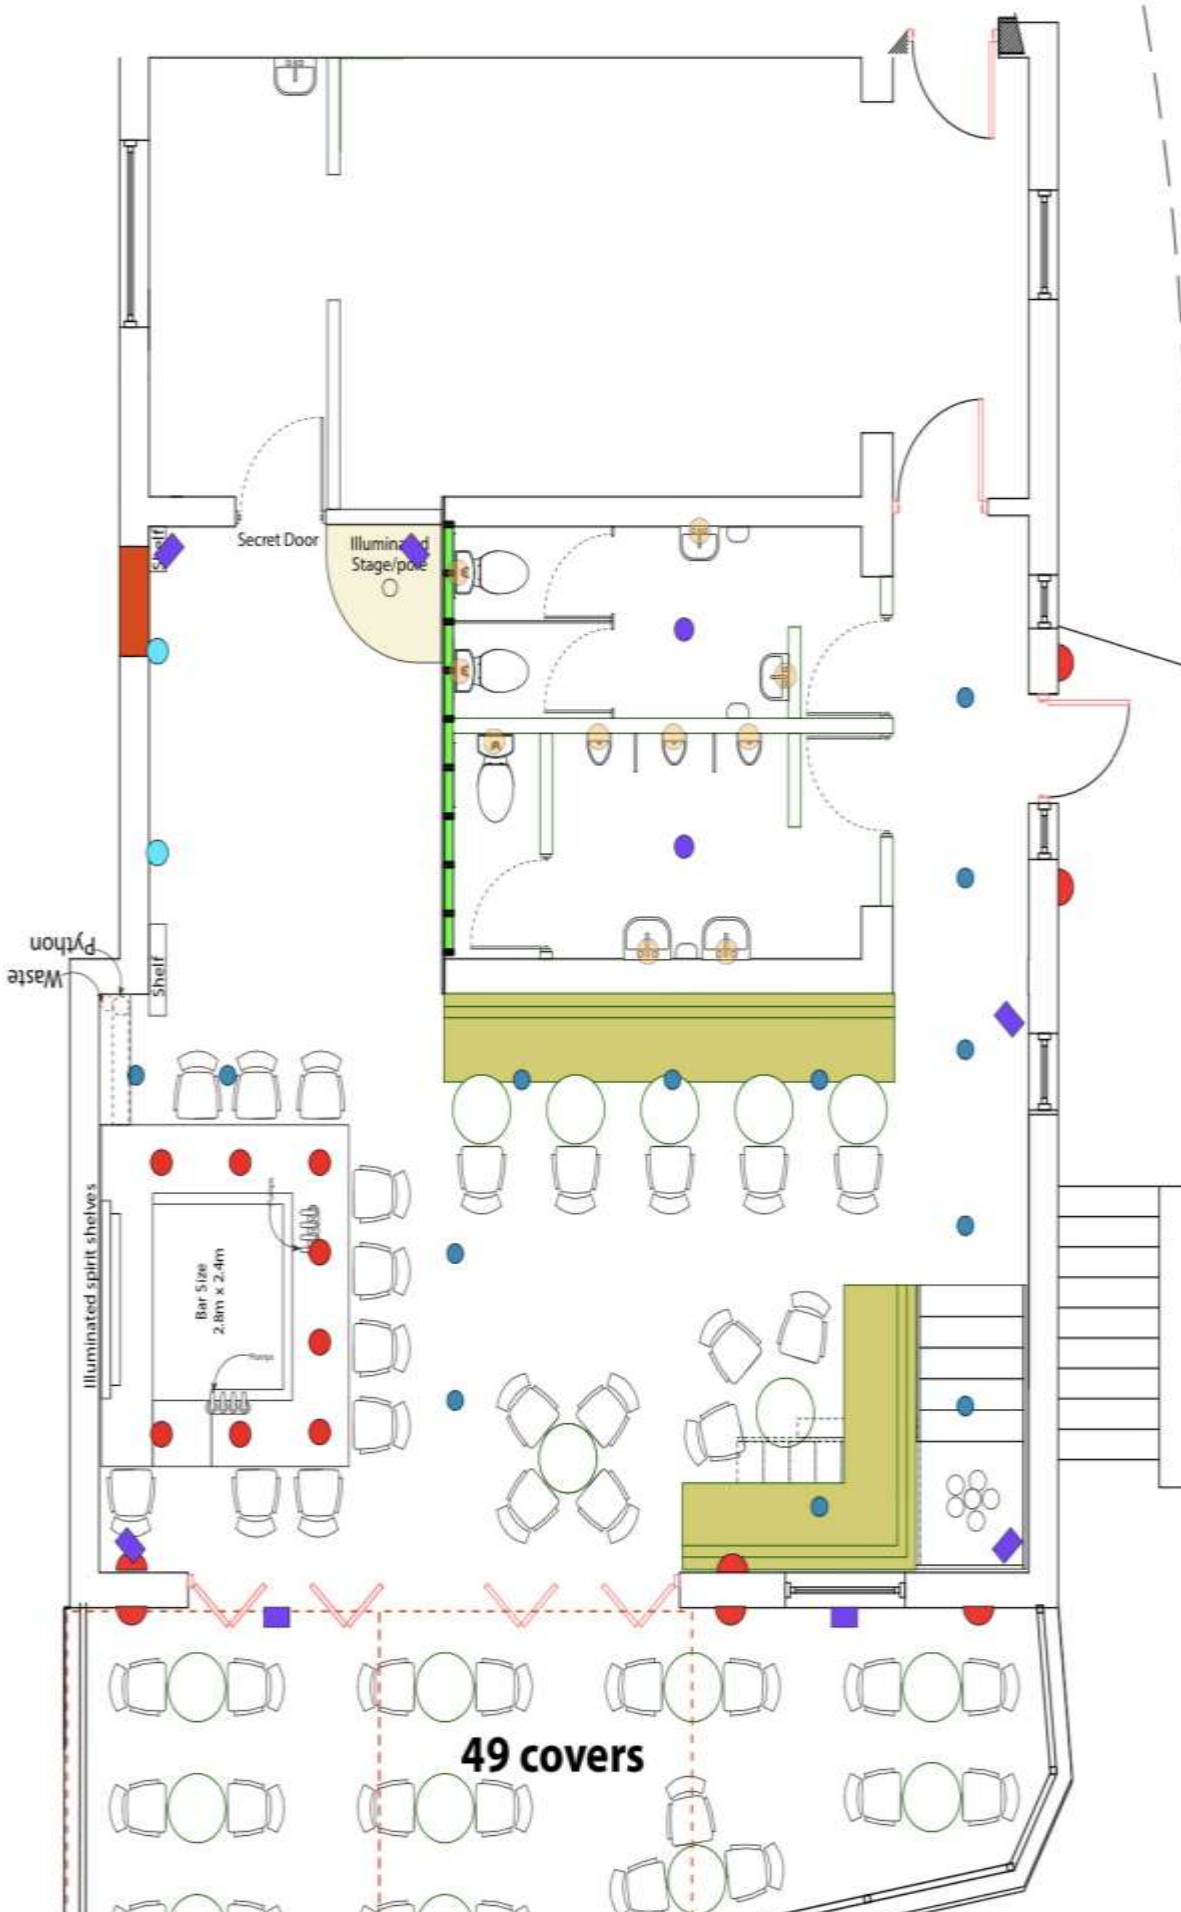 Secret Door
Illuminated
Stage/pole
Shelf
Python
Waste
Shelf
Illuminated spirit shelves
Bar Size
2.8m x 2.4m
Pumps
49 covers